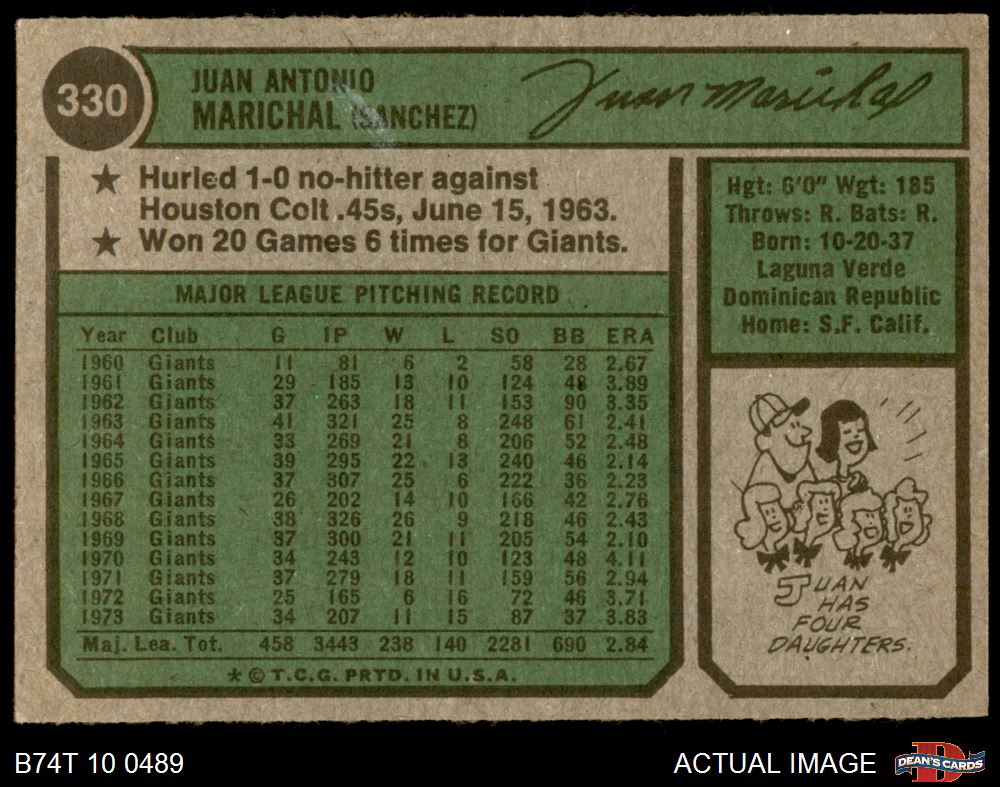 330
JUAN ANTONIO
MARICHAL (SANCHEZ)
Juan Marichal
★ Hurled 1-0 no-hitter against
Houston Colt .45s, June 15, 1963.
★ Won 20 Games 6 times for Giants.
MAJOR LEAGUE PITCHING RECORD
Year Club G IP W L SO BB ERA
1960 Giants 11 81 6 2 58 28 2.67
1961 Giants 29 185 13 10 124 48 3.89
1962 Giants 37 263 18 11 153 90 3.35
1963 Giants 41 321 25 8 248 61 2.41
1964 Giants 33 269 21 8 206 52 2.48
1965 Giants 39 295 22 13 240 46 2.14
1966 Giants 37 307 25 6 222 36 2.23
1967 Giants 26 202 14 10 166 42 2.76
1968 Giants 38 326 26 9 218 46 2.43
1969 Giants 37 300 21 11 205 54 2.10
1970 Giants 34 243 12 10 123 48 4.11
1971 Giants 37 279 18 11 159 56 2.94
1972 Giants 25 165 6 16 72 46 3.71
1973 Giants 34 207 11 15 87 37 3.83
Maj. Lea. Tot. 458 3443 238 140 2281 690 2.84
* © T.C.G. PRTD. IN U.S.A.
Hgt: 6'0" Wgt: 185
Throws: R. Bats: R.
Born: 10-20-37
Laguna Verde
Dominican Republic
Home: S.F. Calif.
JUAN
HAS
FOUR
DAUGHTERS.
B74T 10 0489
ACTUAL IMAGE
DEAN'S CARDS